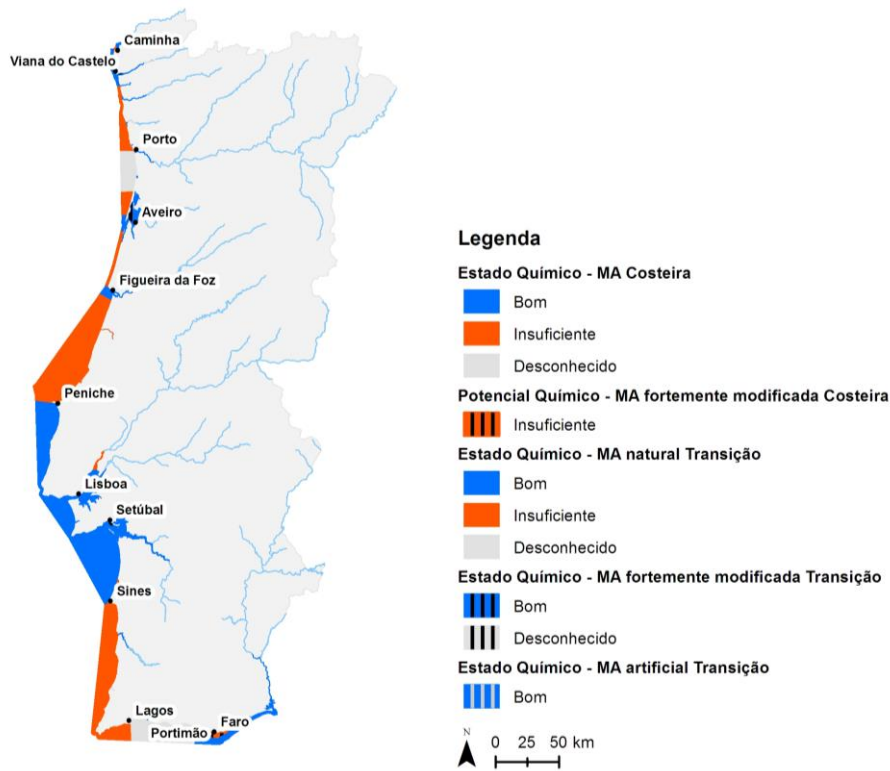 Caminha
Viana do Castelo
Porto
Aveiro
Figueira da Foz
Peniche
Lisboa
Setúbal
Sines
Lagos
Faro
Portimão
Legenda
Estado Químico - MA Costeira
Bom
Insuficiente
Desconhecido
Potencial Químico - MA fortemente modificada Costeira
Insuficiente
Estado Químico - MA natural Transição
Bom
Insuficiente
Desconhecido
Estado Químico - MA fortemente modificada Transição
Bom
Desconhecido
Estado Químico - MA artificial Transição
Bom
N
0 25 50 km